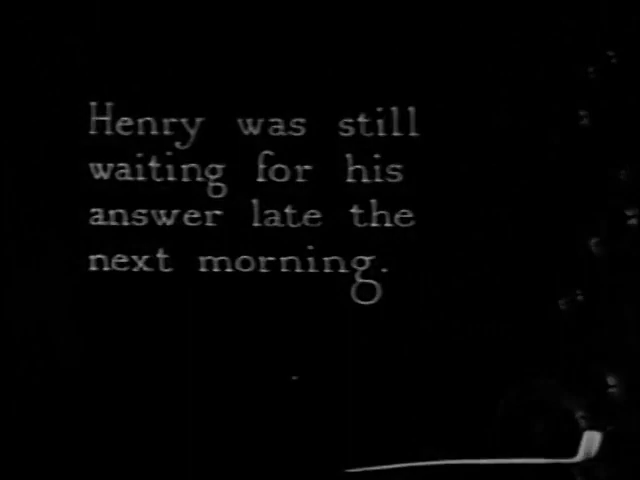 Henry was still
waiting for his
answer late the
next morning.